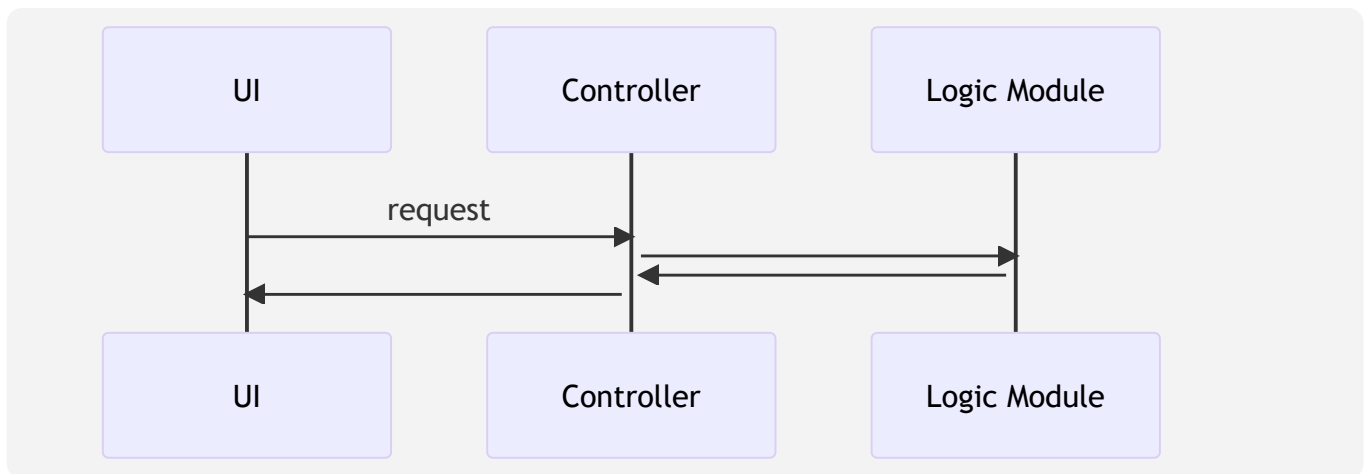 UI
Controller
Logic Module
request
UI
Controller
Logic Module